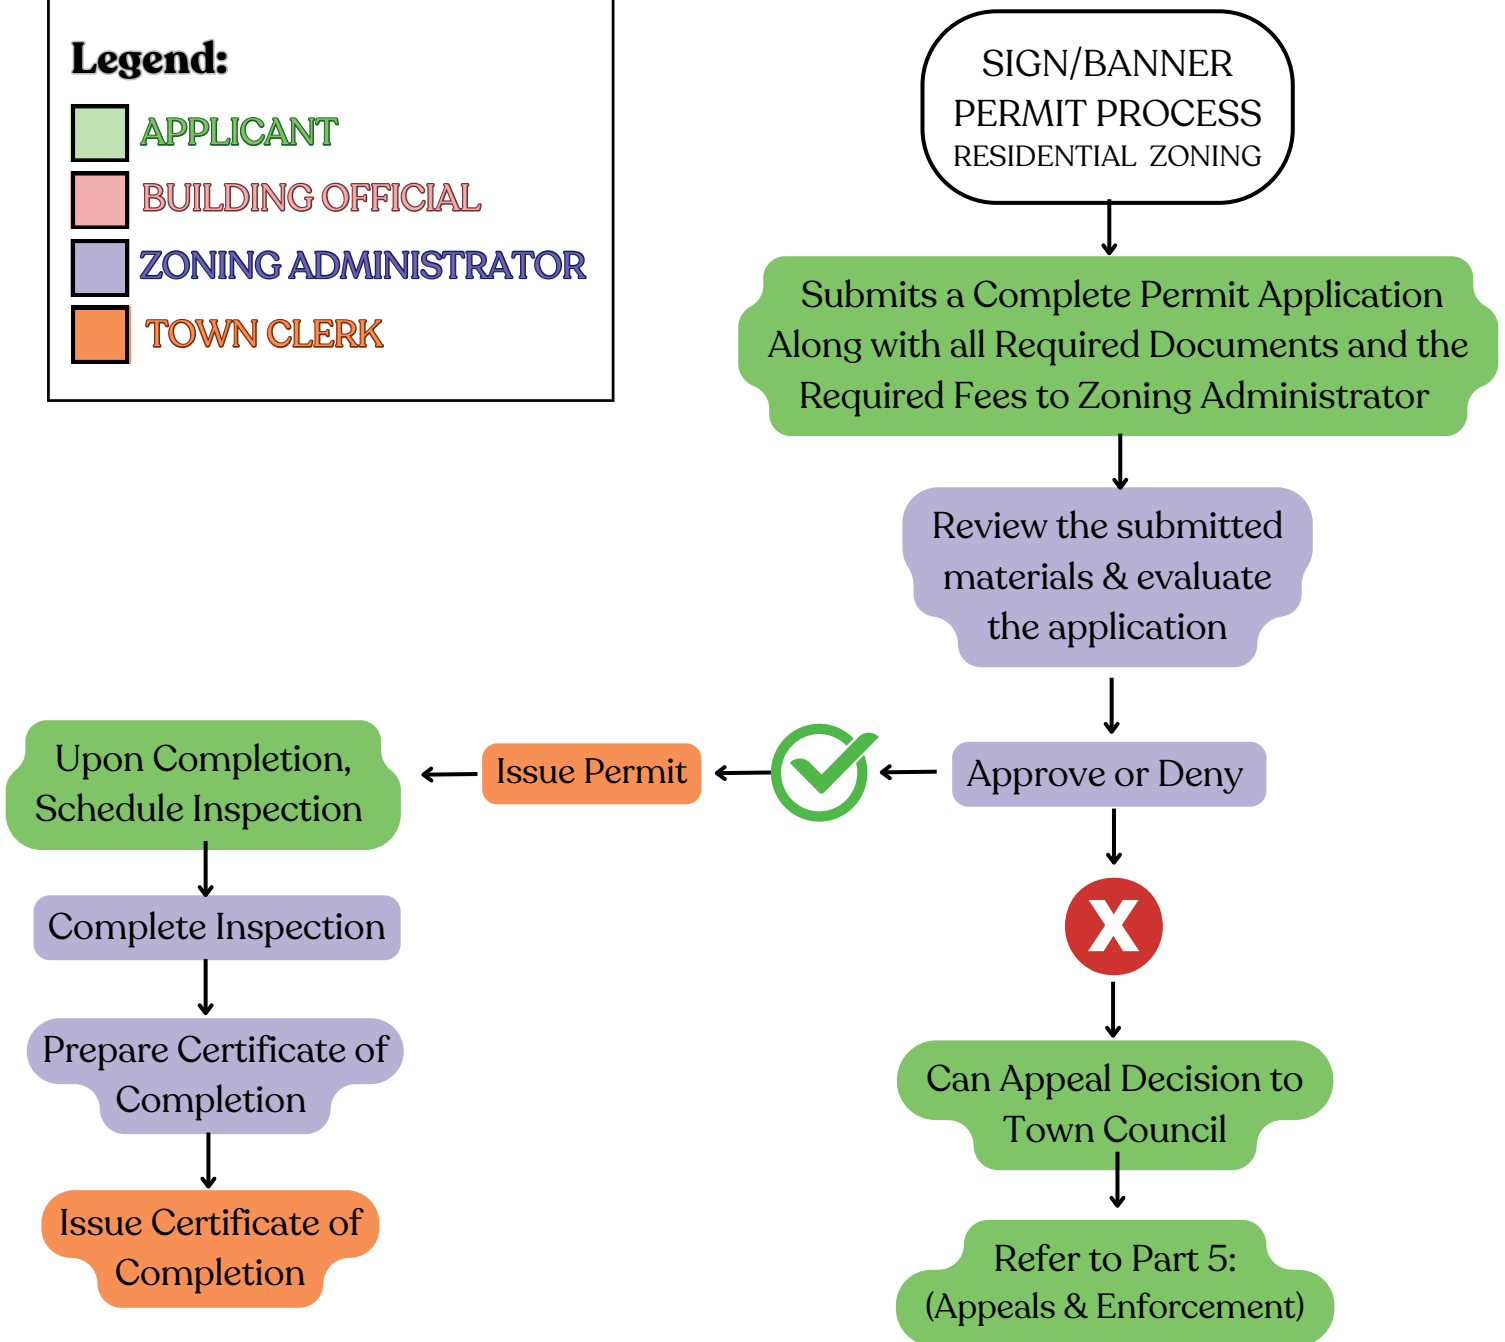 Legend:
APPLICANT
BUILDING OFFICIAL
ZONING ADMINISTRATOR
TOWN CLERK
SIGN/BANNER
PERMIT PROCESS
RESIDENTIAL ZONING
Submits a Complete Permit Application
Along with all Required Documents and the
Required Fees to Zoning Administrator
Review the submitted
materials & evaluate
the application
Approve or Deny
Issue Permit
Upon Completion,
Schedule Inspection
Complete Inspection
Prepare Certificate of
Completion
Issue Certificate of
Completion
X
Can Appeal Decision to
Town Council
Refer to Part 5:
(Appeals & Enforcement)